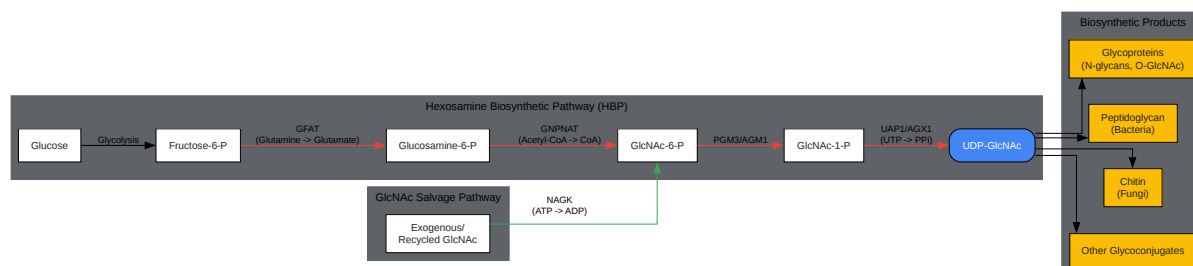 Biosynthetic Products
Glycoproteins
(N-glycans, O-GlcNAc)
Hexosamine Biosynthetic Pathway (HBP)
Glucose
Glycolysis
Fructose-6-P
GFAT
(Glutamine -> Glutamate)
Glucosamine-6-P
GNPNAT
(Acetyl-CoA -> CoA)
GlcNAc-6-P
PGM3/AGM1
GlcNAc-1-P
UAP1/AGX1
(UTP -> PPi)
UDP-GlcNAc
Peptidoglycan
(Bacteria)
Chitin
(Fungi)
GlcNAc Salvage Pathway
Exogenous/
Recycled GlcNAc
NAGK
(ATP -> ADP)
Other Glycoconjugates